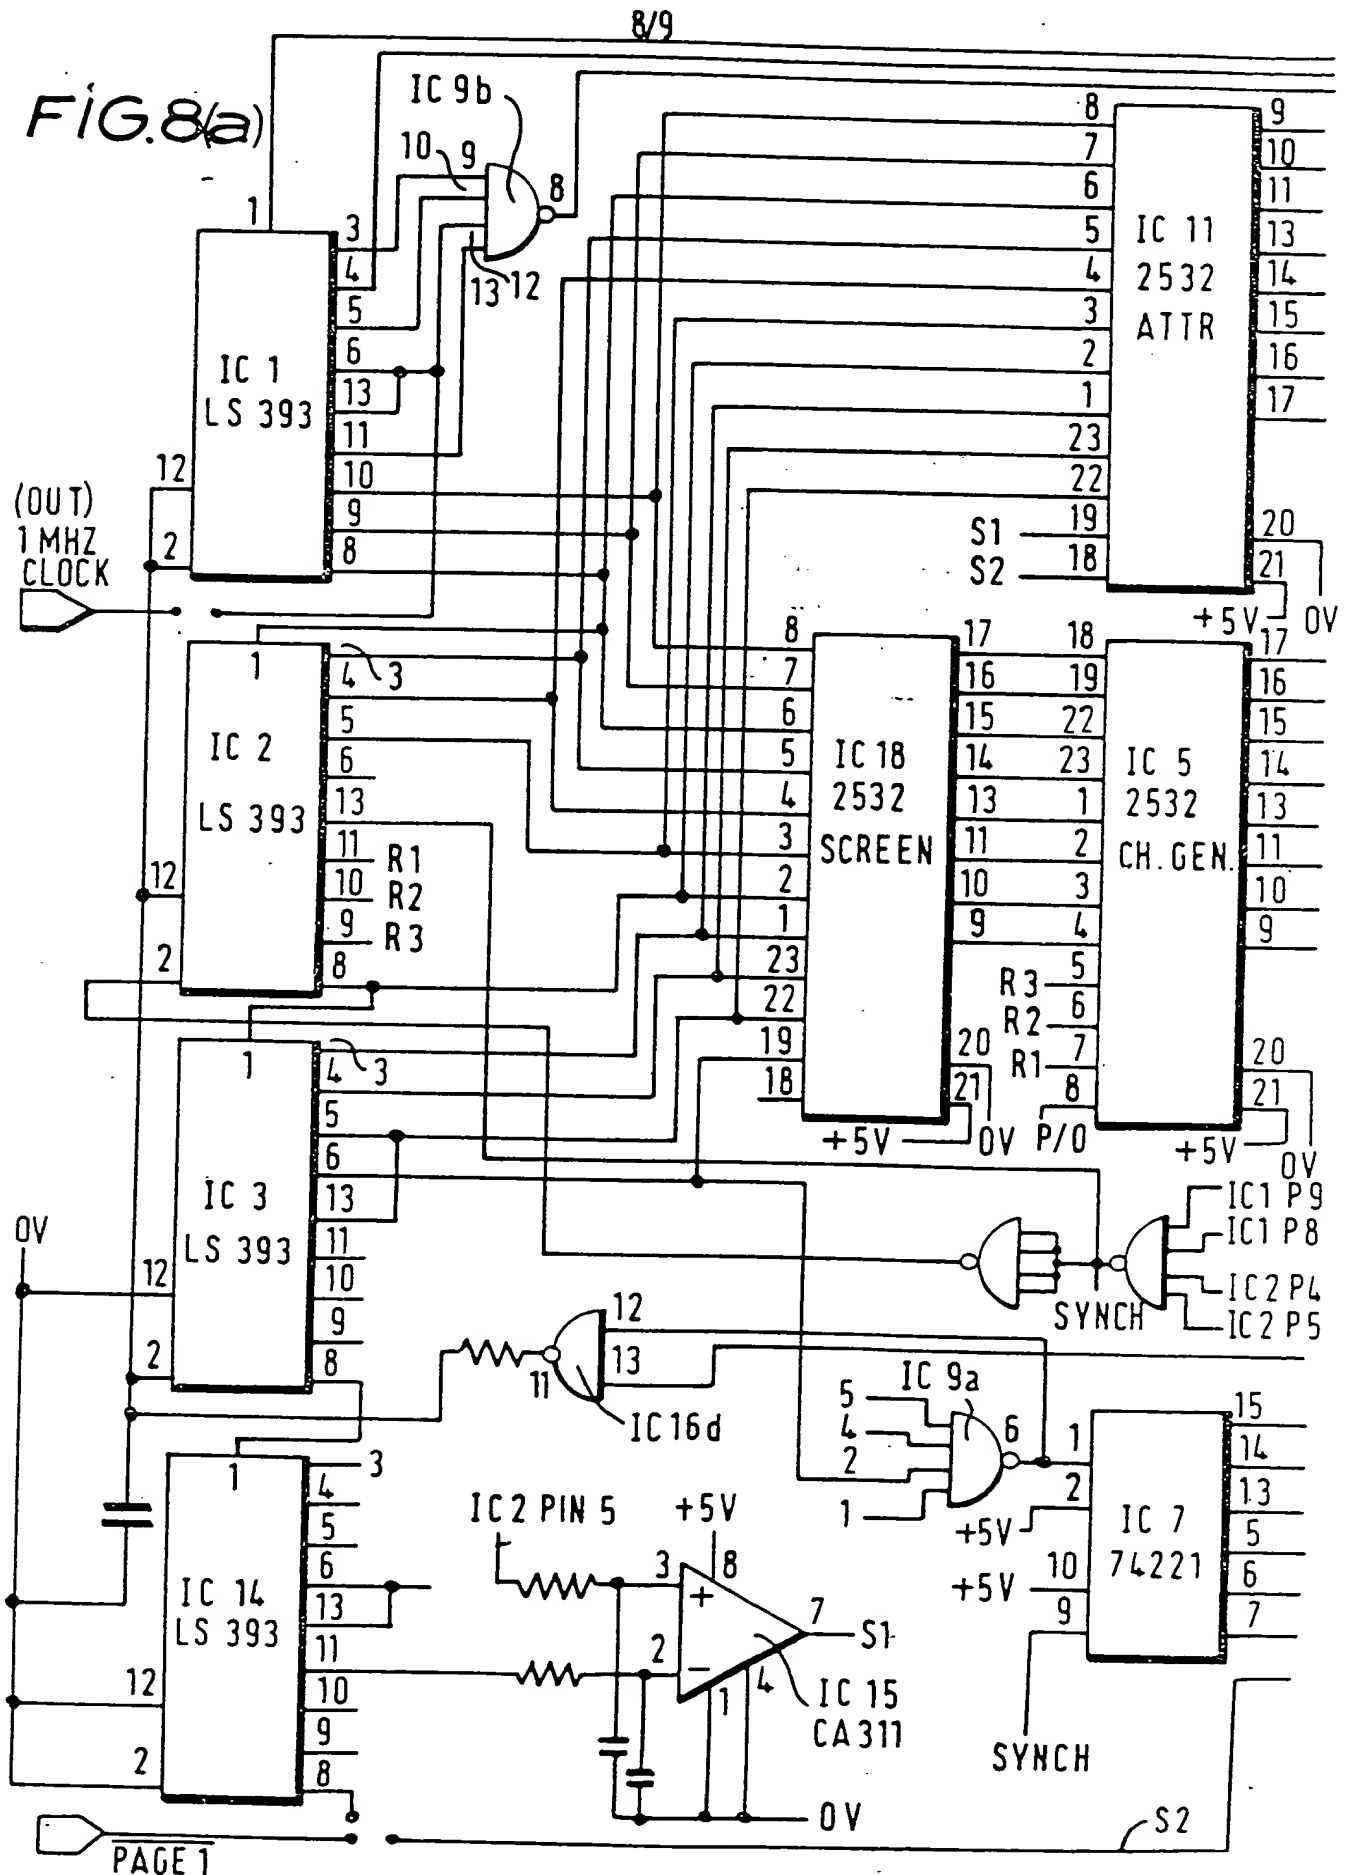 8/9
FIG.8(a)
IC 9b
10 9
8
13 12
1
3
4
5
6
13
11
10
9
8
IC 1
LS 393
12
2
(OUT)
1 MHZ
CLOCK
8
7
6
5
4
3
2
1
23
22
S1 19
S2 18
IC 11
2532
ATTR
9
10
11
13
14
15
16
17
20
21
+5V
0V
1
4 3
5
6
13
11 R1
10 R2
9 R3
8
IC 2
LS 393
12
2
8
7
6
5
4
3
2
1
23
22
19
18
IC 18
2532
SCREEN
17
16
15
14
13
11
10
9
20
21
+5V
0V
18
19
22
23
1
2
3
4
R3 5
R2 6
R1 7
8
P/O
IC 5
2532
CH. GEN.
17
16
15
14
13
11
10
9
20
21
+5V
0V
1
4 3
5
6
13
11
10
9
8
IC 3
LS 393
0V
12
2
IC1 P9
IC1 P8
IC2 P4
IC2 P5
SYNCH
12
13
11
IC 16d
IC 9a
5
4
2
1
6
1
2
+5V
10
+5V
9
IC 7
74221
15
14
13
5
6
7
SYNCH
1
3
4
5
6
13
11
10
9
8
IC 14
LS 393
12
2
IC2 PIN 5
+5V
3
8
+
2
−
7
S1
1
4
IC 15
CA311
0V
S2
PAGE 1